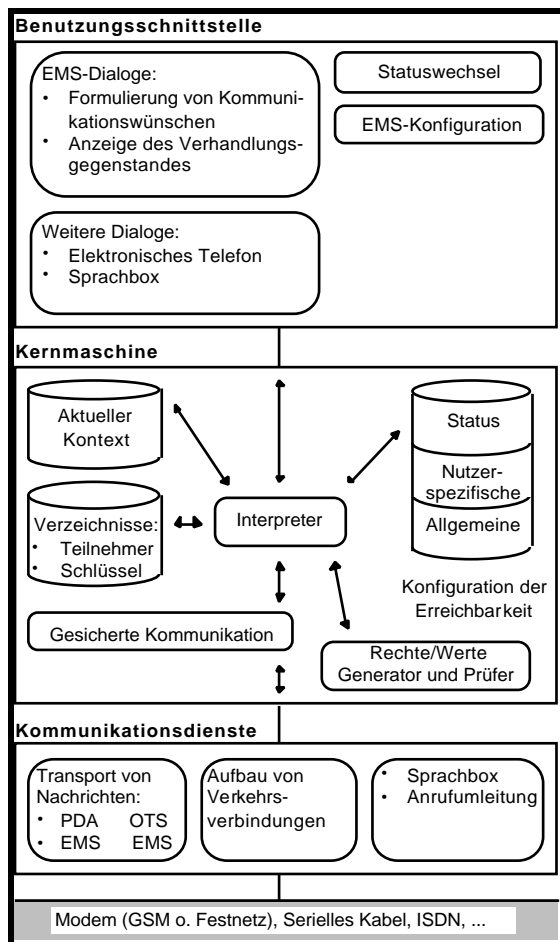 Benutzungsschnittstelle
EMS-Dialoge:
• Formulierung von Kommuni-
kationswünschen
• Anzeige des Verhandlungs-
gegenstandes
Statuswechsel
EMS-Konfiguration
Weitere Dialoge:
• Elektronisches Telefon
• Sprachbox
Kernmaschine
Aktueller
Kontext
Status
Nutzer-
spezifische
Allgemeine
Verzeichnisse:
• Teilnehmer
• Schlüssel
Interpreter
Konfiguration der
Erreichbarkeit
Gesicherte Kommunikation
Rechte/Werte
Generator und Prüfer
Kommunikationsdienste
Transport von
Nachrichten:
• PDA OTS
• EMS EMS
Aufbau von
Verkehrs-
verbindungen
• Sprachbox
• Anrufumleitung
Modem (GSM o. Festnetz), Serielles Kabel, ISDN, ...